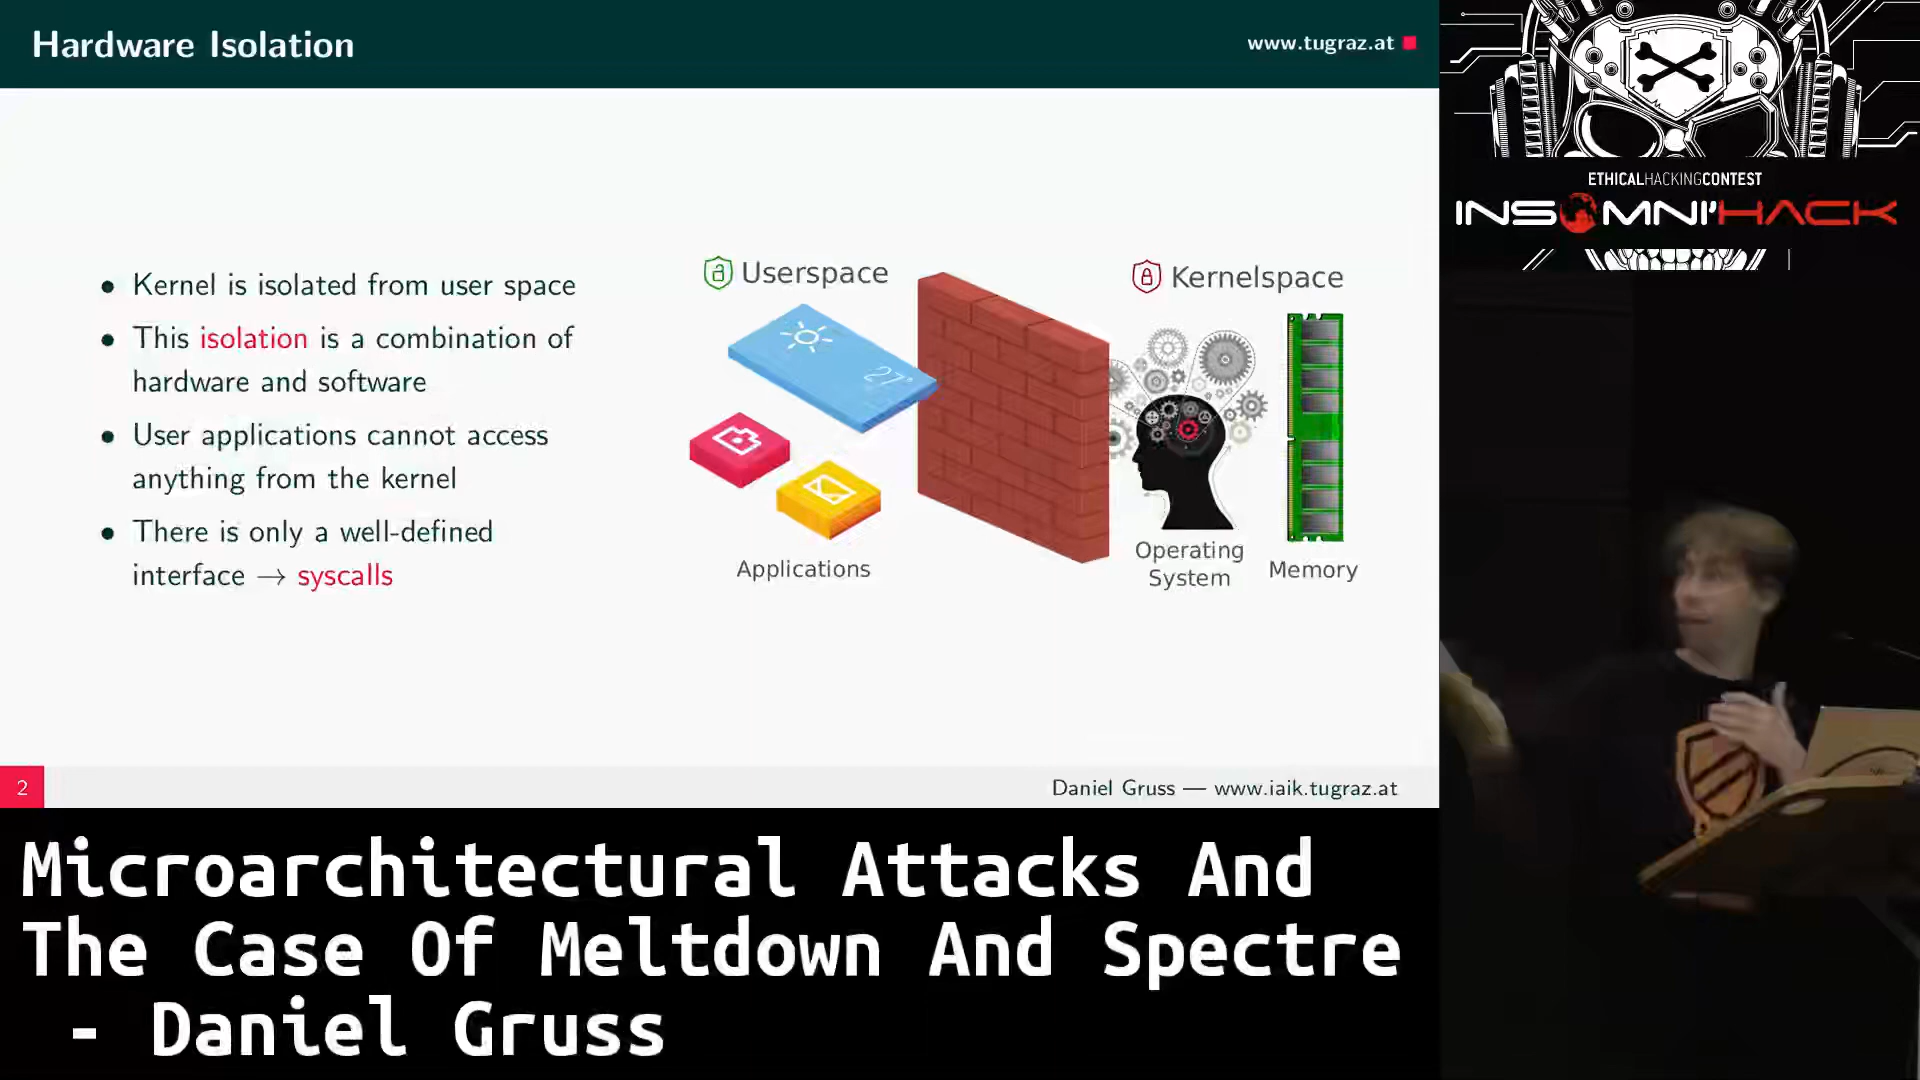 Hardware Isolation
www.tugraz.at
• Kernel is isolated from user space
• This isolation is a combination of
hardware and software
• User applications cannot access
anything from the kernel
• There is only a well-defined
interface → syscalls
Userspace
27°
Applications
Kernelspace
Operating
System
Memory
2
Daniel Gruss — www.iaik.tugraz.at
ETHICALHACKINGCONTEST
INSOMNI'HACK
Microarchitectural Attacks And
The Case Of Meltdown And Spectre
- Daniel Gruss